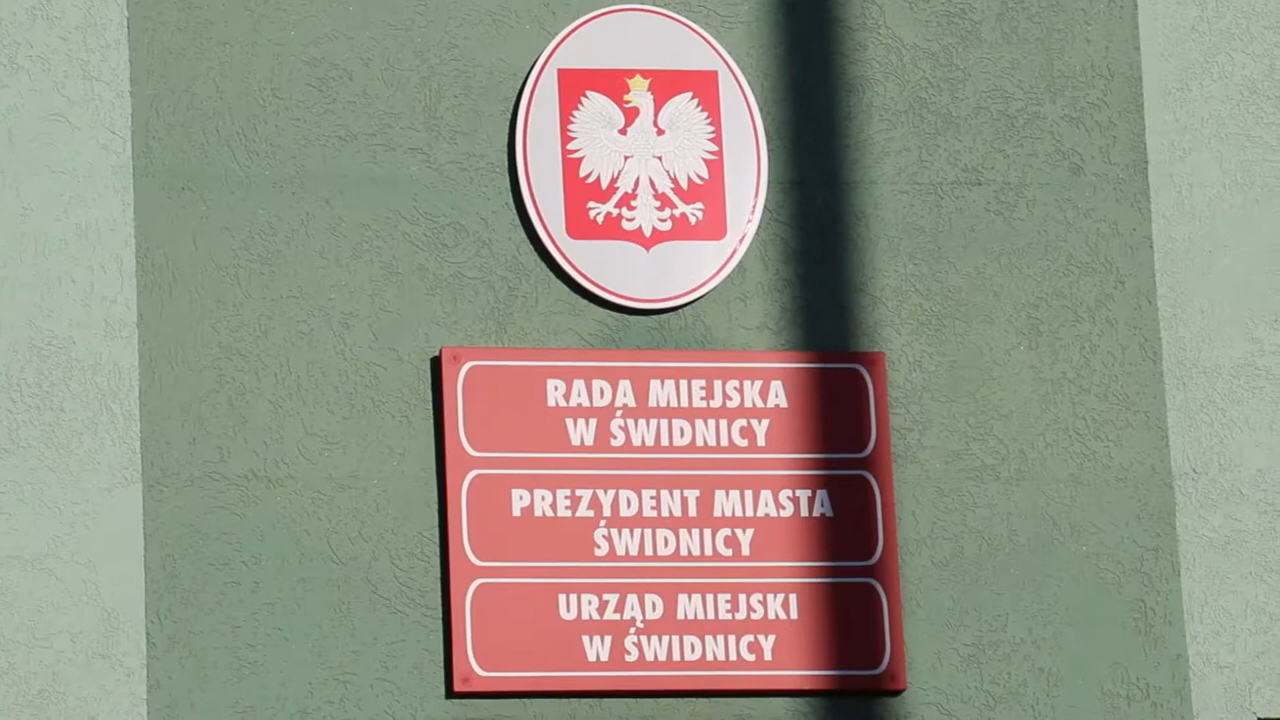 RADA MIEJSKA
W ŚWIDNICY
PREZYDENT MIASTA
ŚWIDNICY
URZĄD MIEJSKI
W ŚWIDNICY